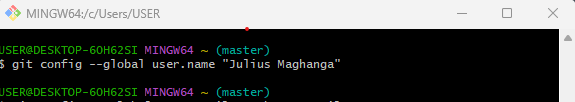 MINGW64:/c/Users/USER
USER@DESKTOP-6OH62SI MINGW64 ~ (master)
$ git config --global user.name "Julius Maghanga"
USER@DESKTOP-6OH62SI MINGW64 ~ (master)